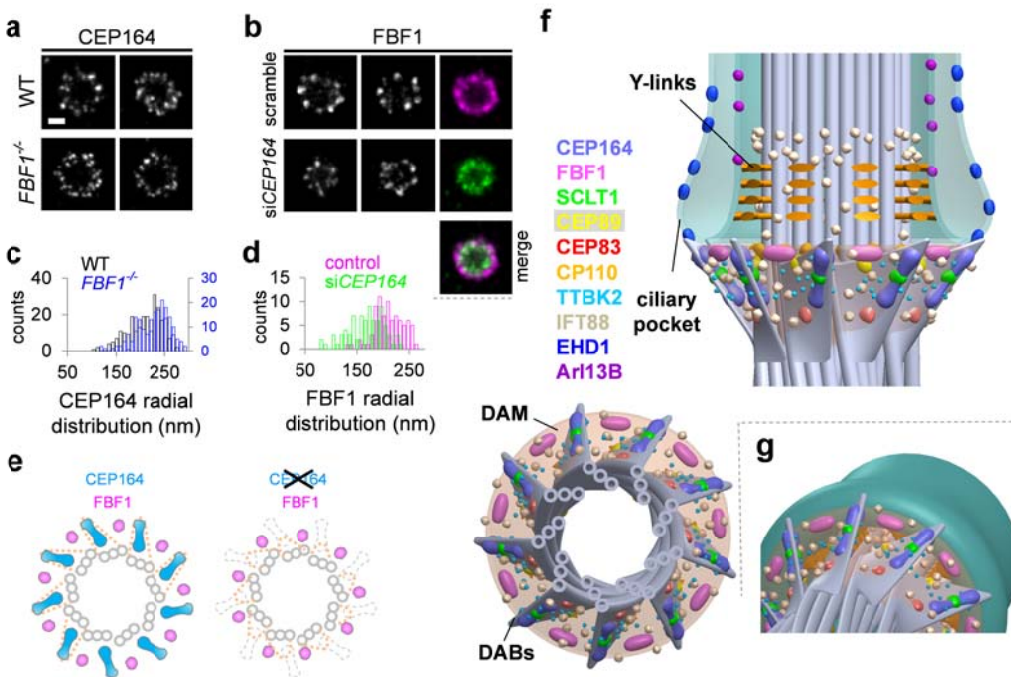 a
CEP164
WT
FBF1-/-
b
FBF1
scramble
siCEP164
merge
c
WT
FBF1-/-
counts
40
20
0
30
20
10
0
50 150 250
CEP164 radial
distribution (nm)
d
control
siCEP164
counts
15
10
5
0
50 150 250
FBF1 radial
distribution (nm)
e
CEP164
FBF1
CEP164
FBF1
f
Y-links
CEP164
FBF1
SCLT1
CEP89
CEP83
CP110
TTBK2
IFT88
EHD1
Arl13B
ciliary
pocket
DAM
DABs
g